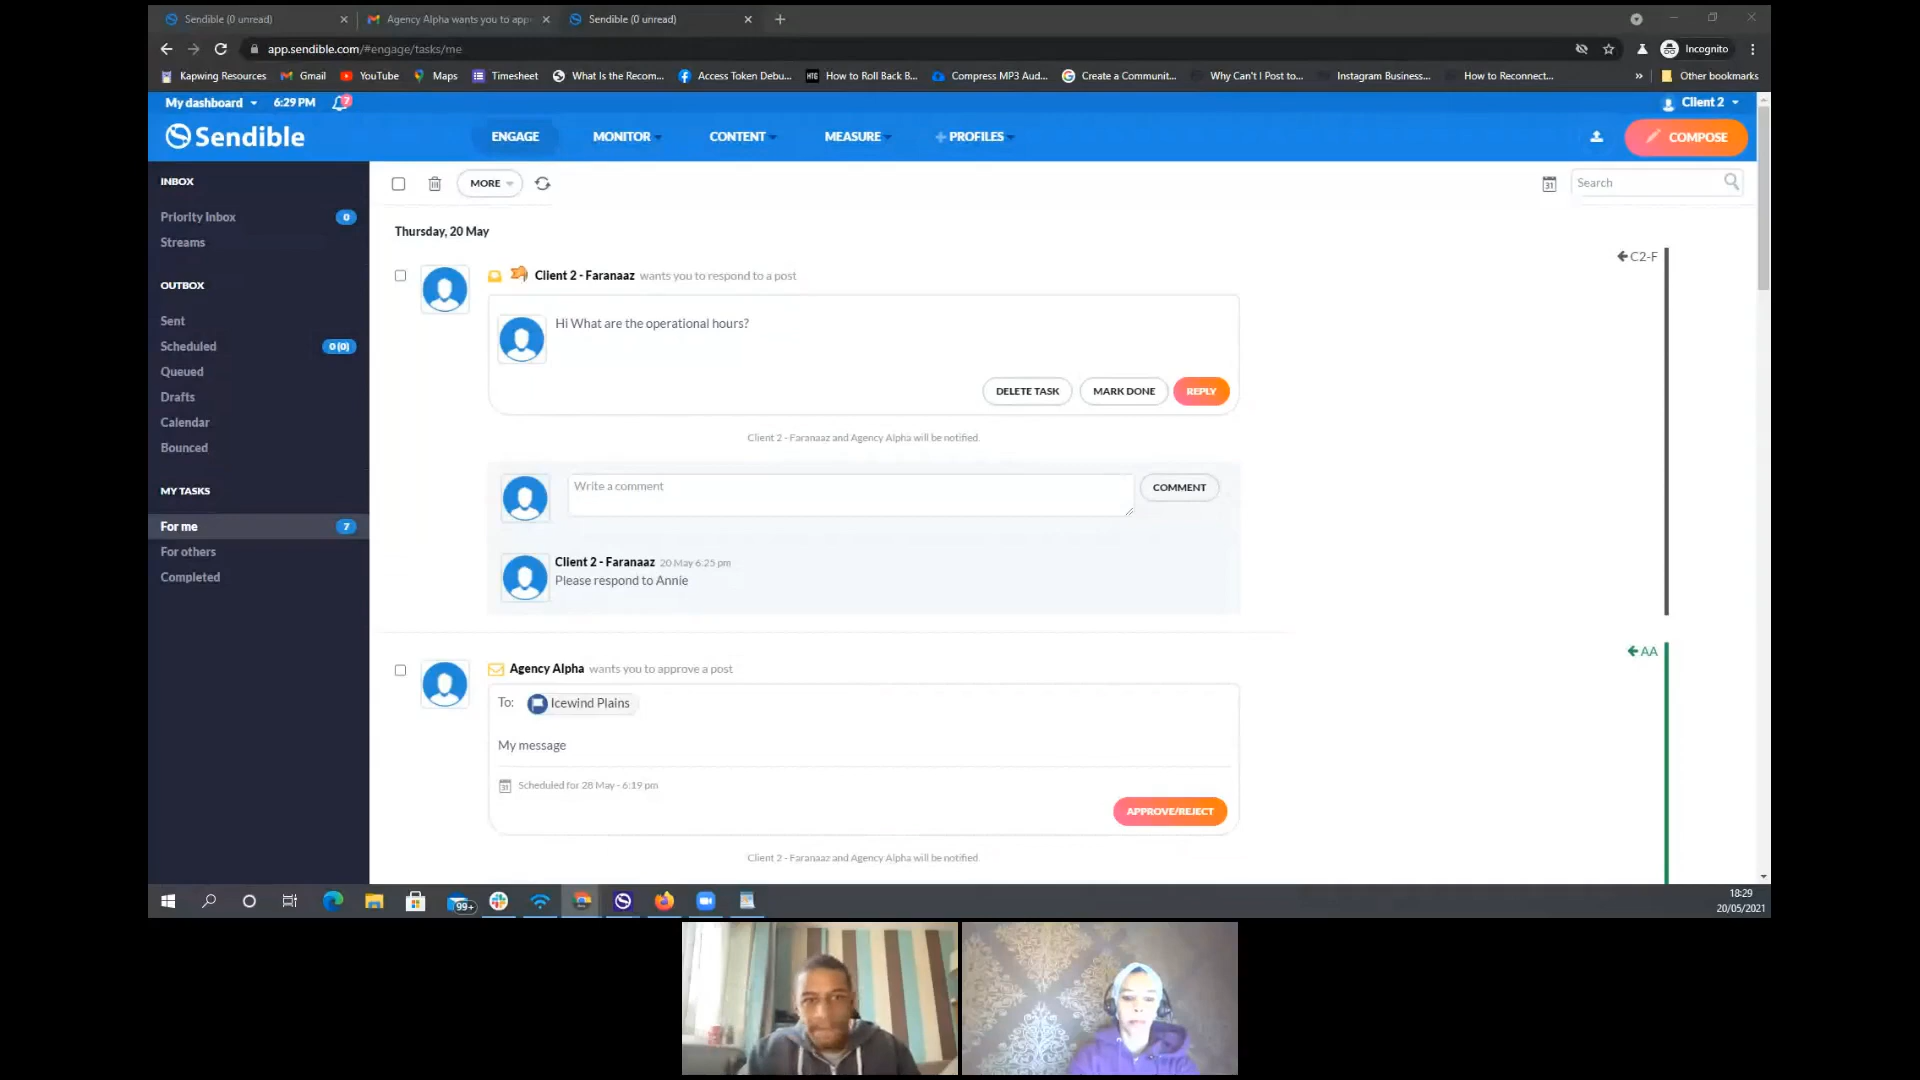 Sendible (0 unread)
Agency Alpha wants you to app
Sendible (0 unread)
app.sendible.com/#engage/tasks/me
Incognito
Kapwing Resources
Gmail
YouTube
Maps
Timesheet
What Is the Recom...
Access Token Debu...
How to Roll Back B...
Compress MP3 Aud...
Create a Communit...
Why Can't I Post to...
Instagram Business...
How to Reconnect...
»
Other bookmarks
My dashboard
6:29 PM
7
Client 2
Sendible
ENGAGE
MONITOR
CONTENT
MEASURE
+ PROFILES
COMPOSE
INBOX
Priority Inbox 0
Streams
OUTBOX
Sent
Scheduled 0 (0)
Queued
Drafts
Calendar
Bounced
MY TASKS
For me 7
For others
Completed
MORE
31
Search
Thursday, 20 May
C2-F
Client 2 - Faranaaz wants you to respond to a post
Hi What are the operational hours?
DELETE TASK
MARK DONE
REPLY
Client 2 - Faranaaz and Agency Alpha will be notified.
Write a comment
COMMENT
Client 2 - Faranaaz 20 May 6:25 pm
Please respond to Annie
AA
Agency Alpha wants you to approve a post
To: Icewind Plains
My message
31 Scheduled for 28 May - 6:19 pm
APPROVE/REJECT
Client 2 - Faranaaz and Agency Alpha will be notified.
99+
18:29
20/05/2021